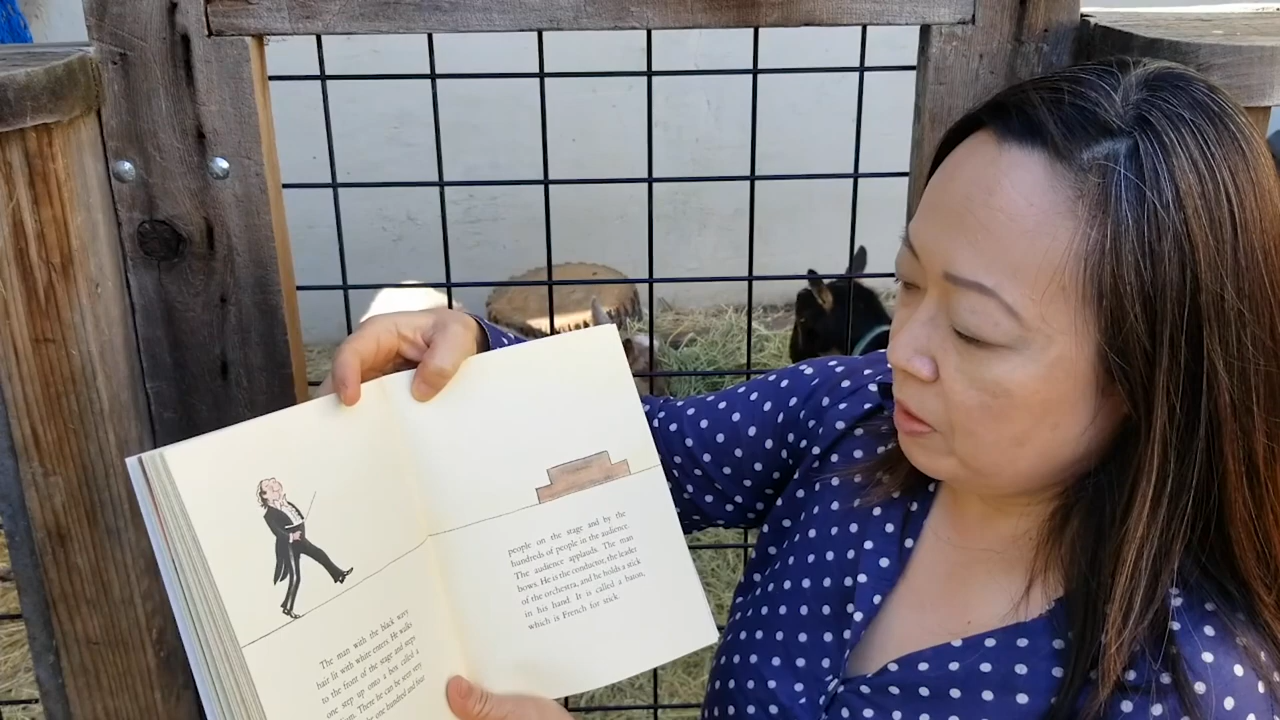 The man with the black wavy
hair lit with white enters. He walks
to the front of the stage and steps
one step up onto a box called a
There he can be seen very
one hundred and four
people on the stage and by the
hundreds of people in the audience.
The audience applauds. The man
bows. He is the conductor, the leader
of the orchestra, and he holds a stick
in his hand. It is called a baton,
which is French for stick.